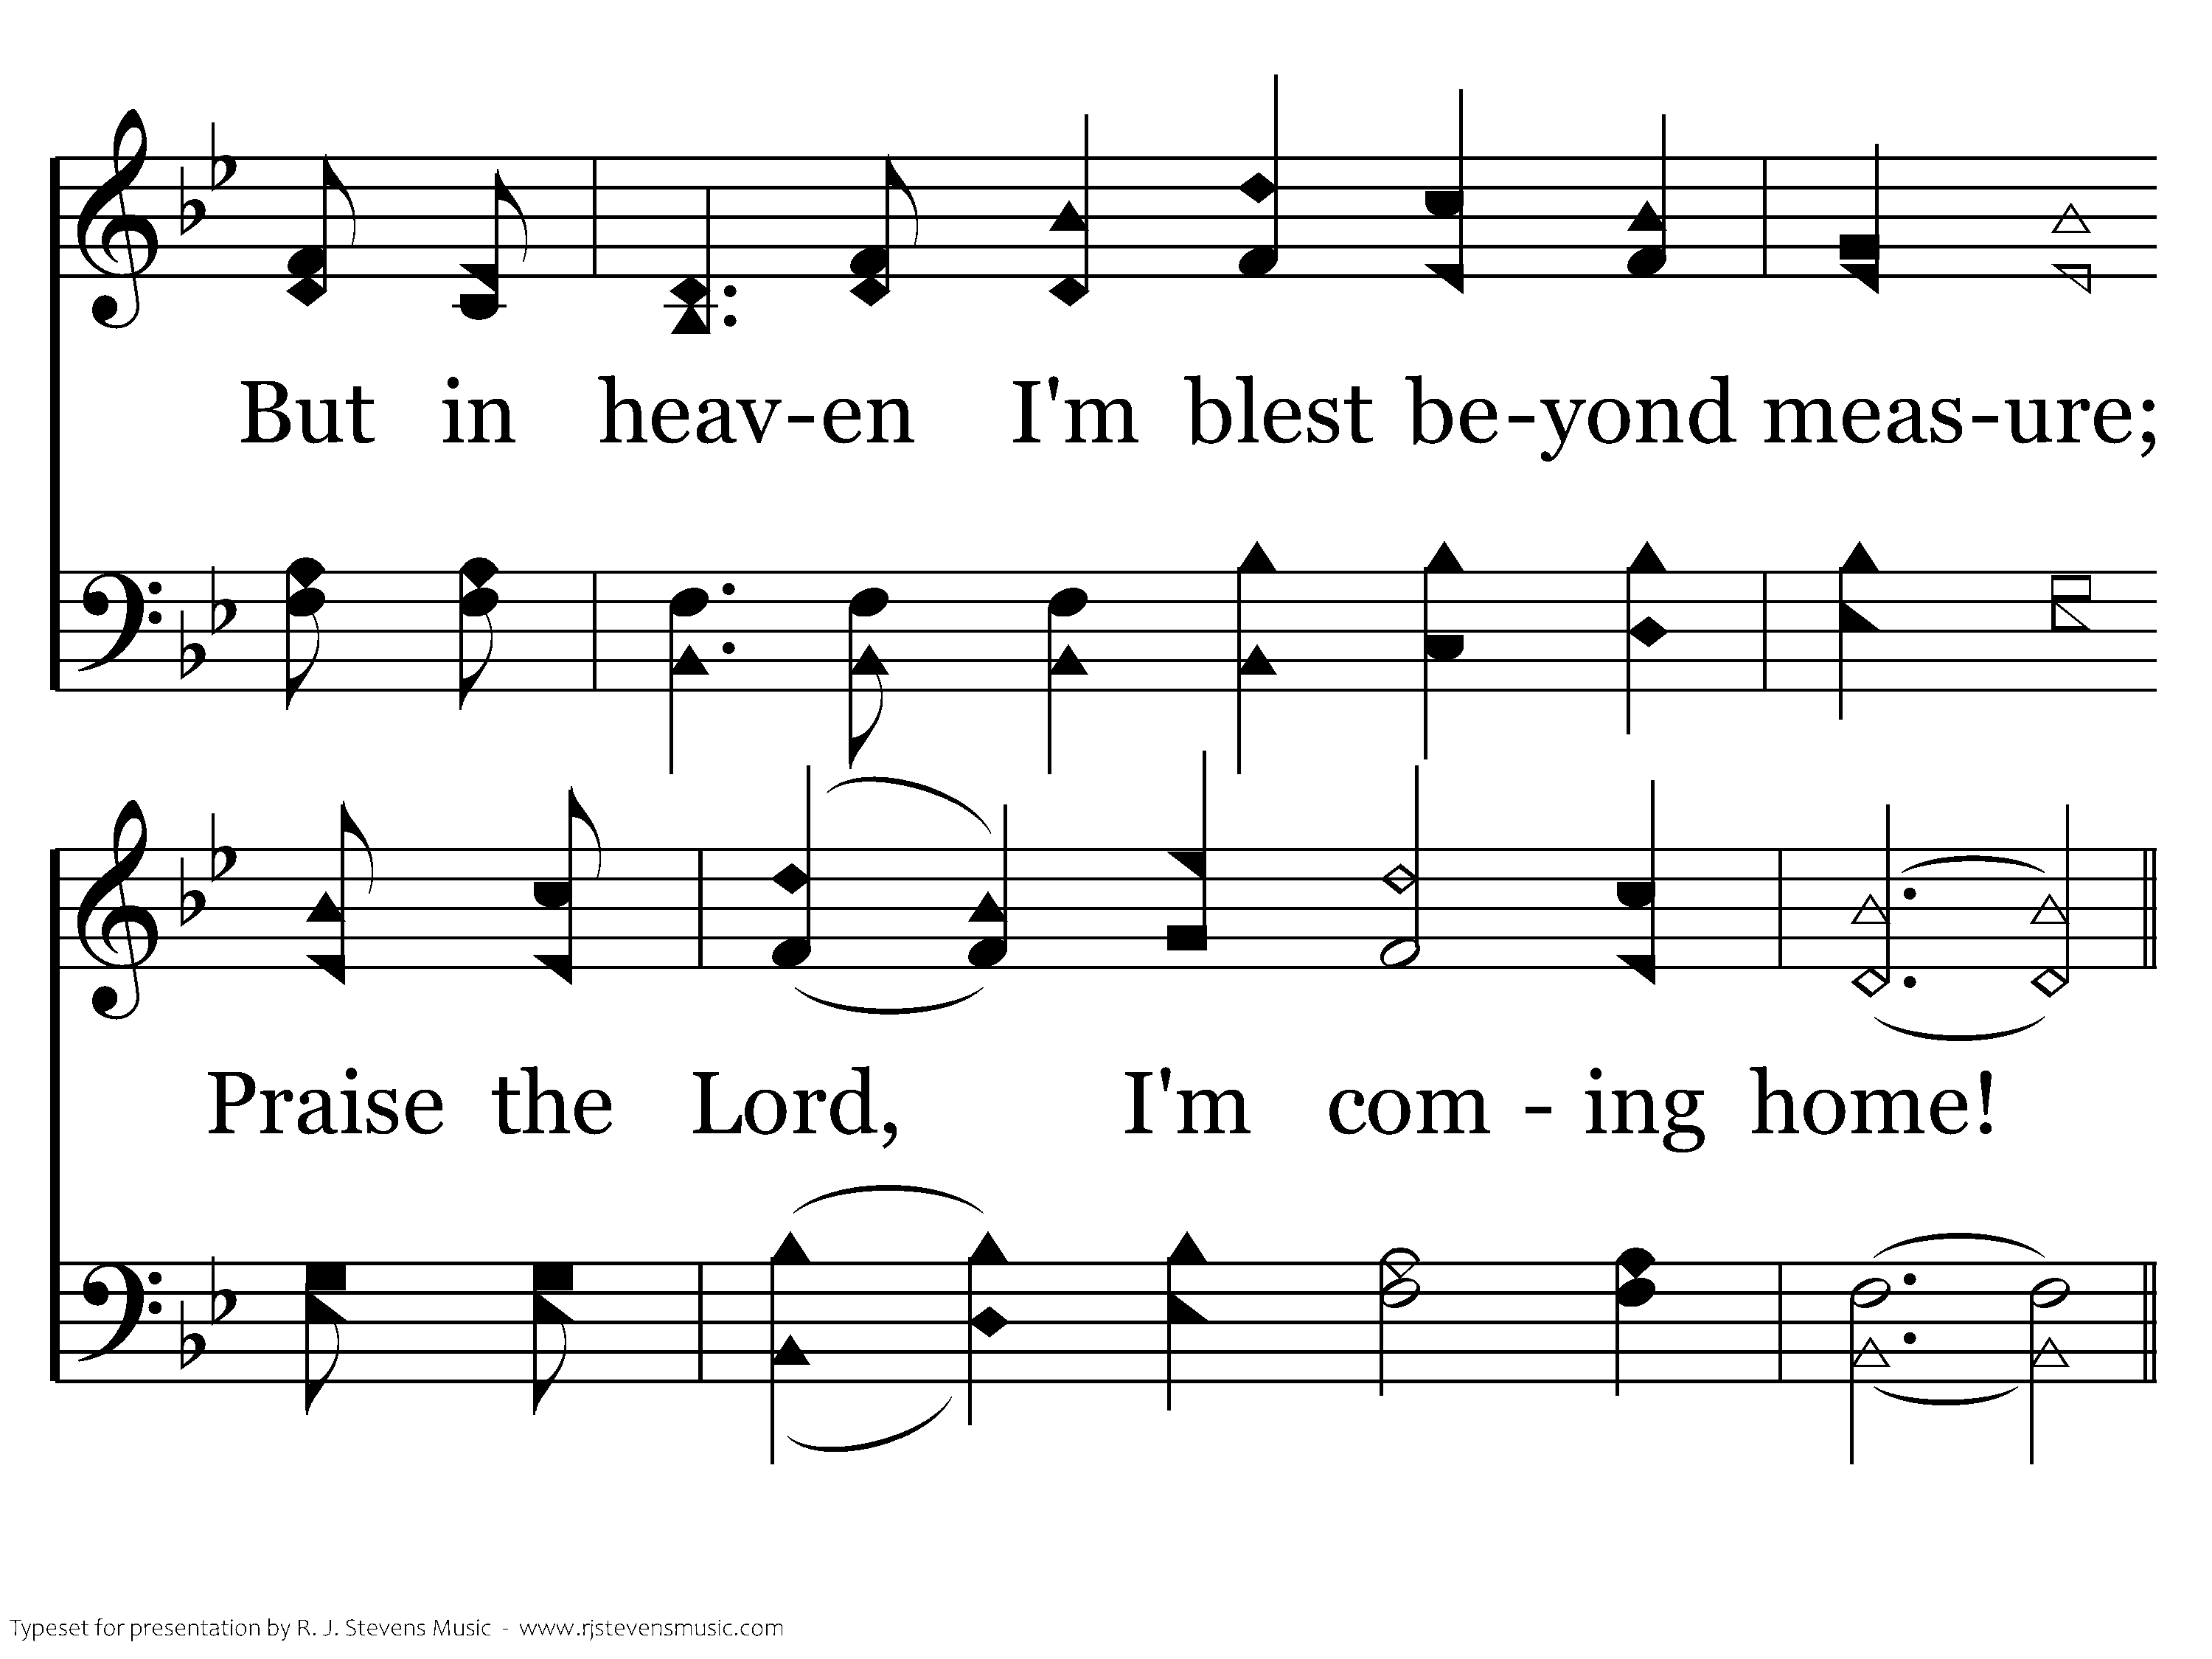 But in heav-en I'm blest be-yond meas-ure;
Praise the Lord, I'm com - ing home!
Typeset for presentation by R. J. Stevens Music - www.rjstevensmusic.com